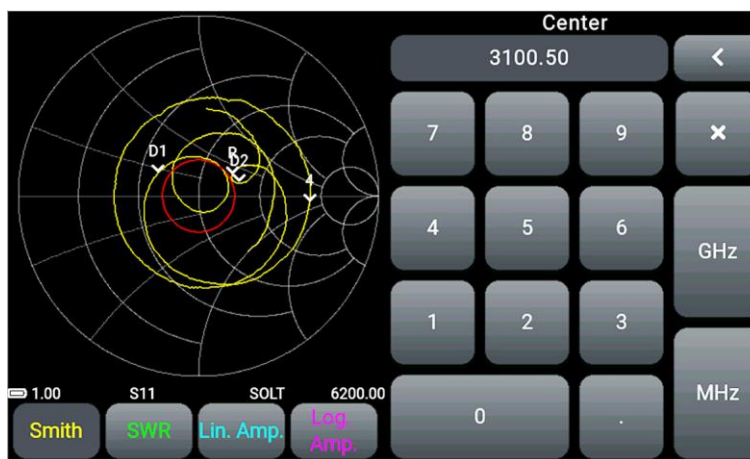 Center
3100.50
D1
R
D2
4
7 8 9
4 5 6
GHz
1 2 3
MHz
0 .
1.00 S11 SOLT 6200.00
Smith SWR Lin. Amp. Log.
Amp.